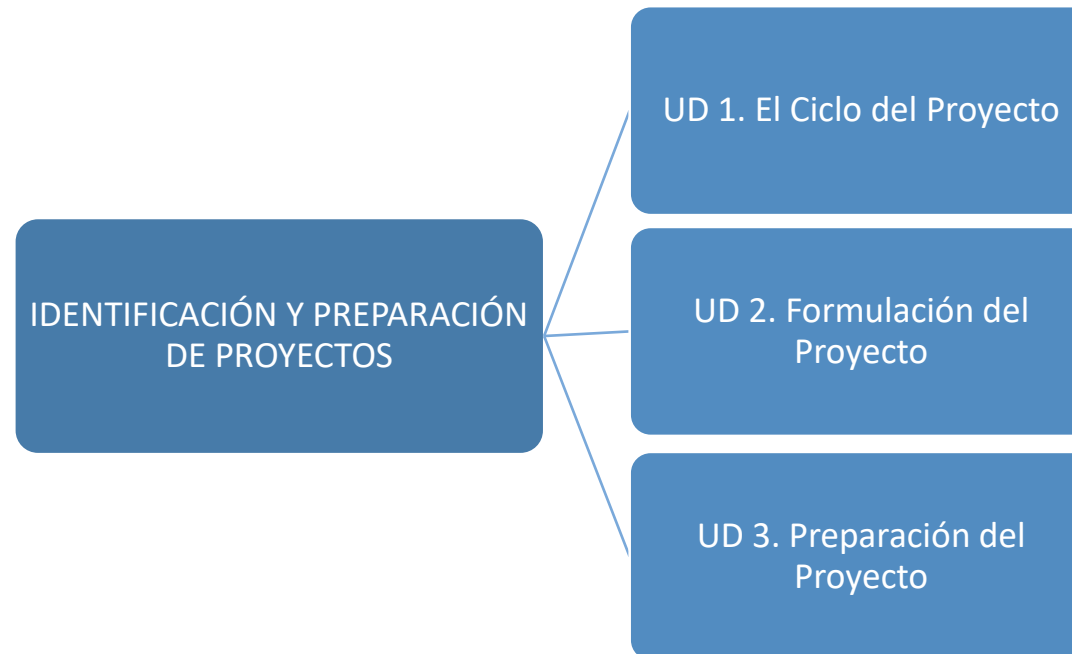 IDENTIFICACIÓN Y PREPARACIÓN
DE PROYECTOS
UD 1. El Ciclo del Proyecto
UD 2. Formulación del
Proyecto
UD 3. Preparación del
Proyecto